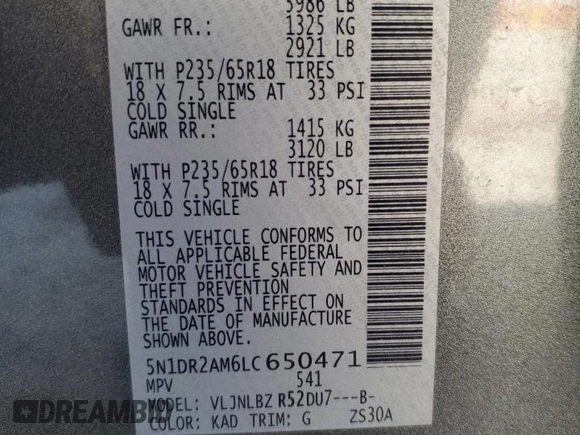 5986 LB
GAWR FR.: 1325 KG
2921 LB
WITH P235/65R18 TIRES
18 X 7.5 RIMS AT 33 PSI
COLD SINGLE
GAWR RR.: 1415 KG
3120 LB
WITH P235/65R18 TIRES
18 X 7.5 RIMS AT 33 PSI
COLD SINGLE
THIS VEHICLE CONFORMS TO
ALL APPLICABLE FEDERAL
MOTOR VEHICLE SAFETY AND
THEFT PREVENTION
STANDARDS IN EFFECT ON
THE DATE OF MANUFACTURE
SHOWN ABOVE.
5N1DR2AM6LC650471
MPV 541
MODEL: VLJNLBZ R52DU7---B-
COLOR: KAD TRIM: G ZS30A
DREAMBID